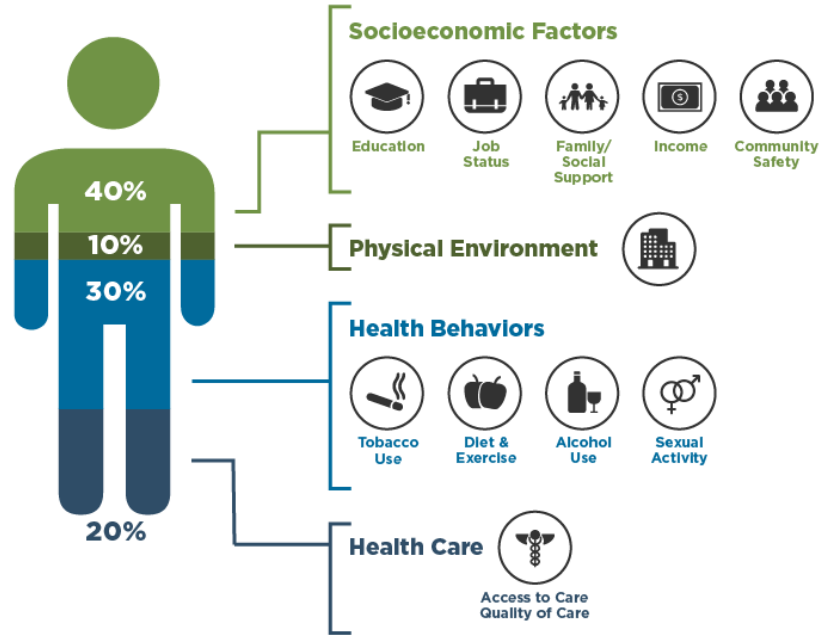 Socioeconomic Factors
Education
Job
Status
Family/
Social
Support
Income
Community
Safety
40%
10%
Physical Environment
30%
Health Behaviors
Tobacco
Use
Diet &
Exercise
Alcohol
Use
Sexual
Activity
20%
Health Care
Access to Care
Quality of Care
$